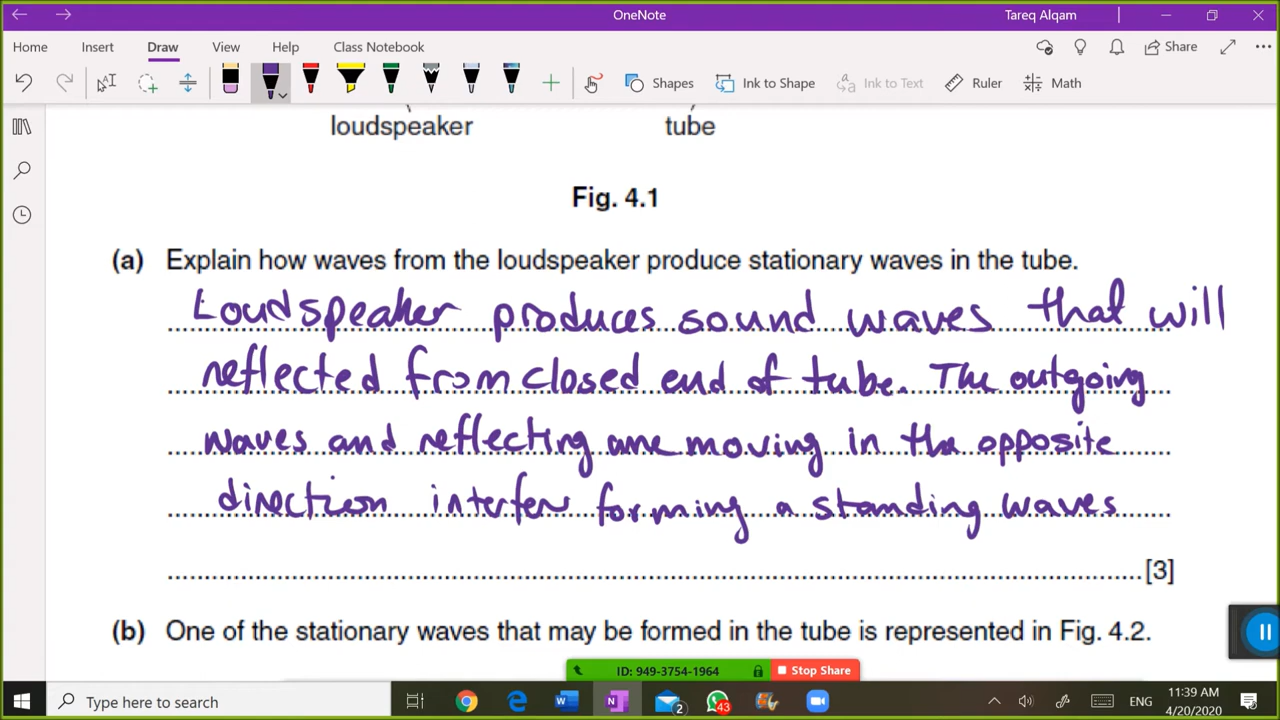 OneNote
Tareq Alqam
Home Insert Draw View Help Class Notebook Share
Shapes Ink to Shape Ink to Text Ruler Math
loudspeaker tube
Fig. 4.1
(a) Explain how waves from the loudspeaker produce stationary waves in the tube.
Loudspeaker produces sound waves that will
reflected from closed end of tube. The outgoing
waves and reflecting are moving in the opposite
direction interfer forming a standing waves
[3]
(b) One of the stationary waves that may be formed in the tube is represented in Fig. 4.2.
ID: 949-3754-1964 Stop Share
Type here to search
2
43
ENG
11:39 AM
4/20/2020